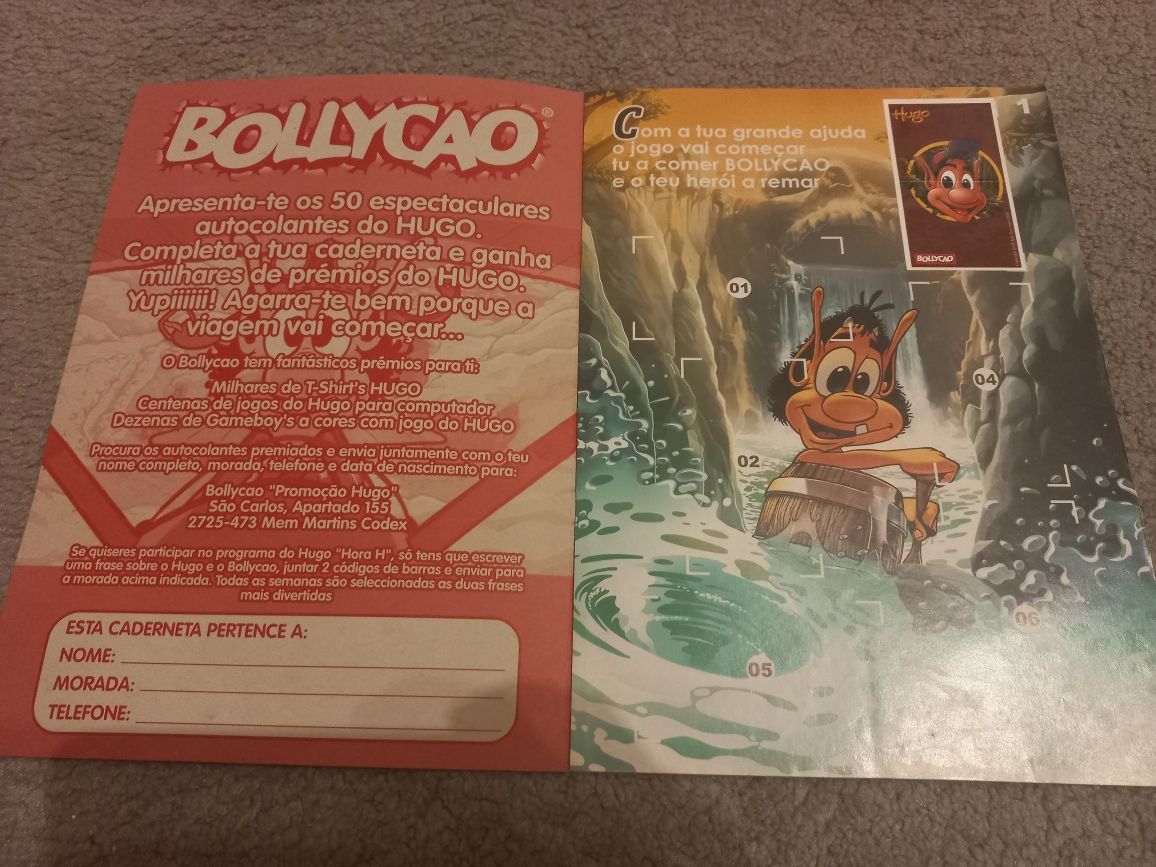 BOLLYCAO®
Apresenta-te os 50 espectaculares
autocolantes do HUGO.
Completa a tua caderneta e ganha
milhares de prémios do HUGO.
Yupiiiiii! Agarra-te bem porque a
viagem vai começar...
O Bollycao tem fantásticos prémios para ti:
Milhares de T-Shirt's HUGO
Centenas de jogos do Hugo para computador
Dezenas de Gameboy's a cores com jogo do HUGO
Procura os autocolantes premiados e envia juntamente com o teu
nome completo, morada, telefone e data de nascimento para:
Bollycao "Promoção Hugo"
São Carlos, Apartado 155
2725-473 Mem Martins Codex
Se quiseres participar no programa do Hugo "Hora H", só tens que escrever
uma frase sobre o Hugo e o Bollycao, juntar 2 códigos de barras e enviar para
a morada acima indicada. Todas as semanas são seleccionadas as duas frases
mais divertidas
ESTA CADERNETA PERTENCE A:
NOME:
MORADA:
TELEFONE:
Com a tua grande ajuda
o jogo vai começar
tu a comer BOLLYCAO
e o teu herói a remar
Hugo
1
BOLLYCAO
01
04
02
06
05